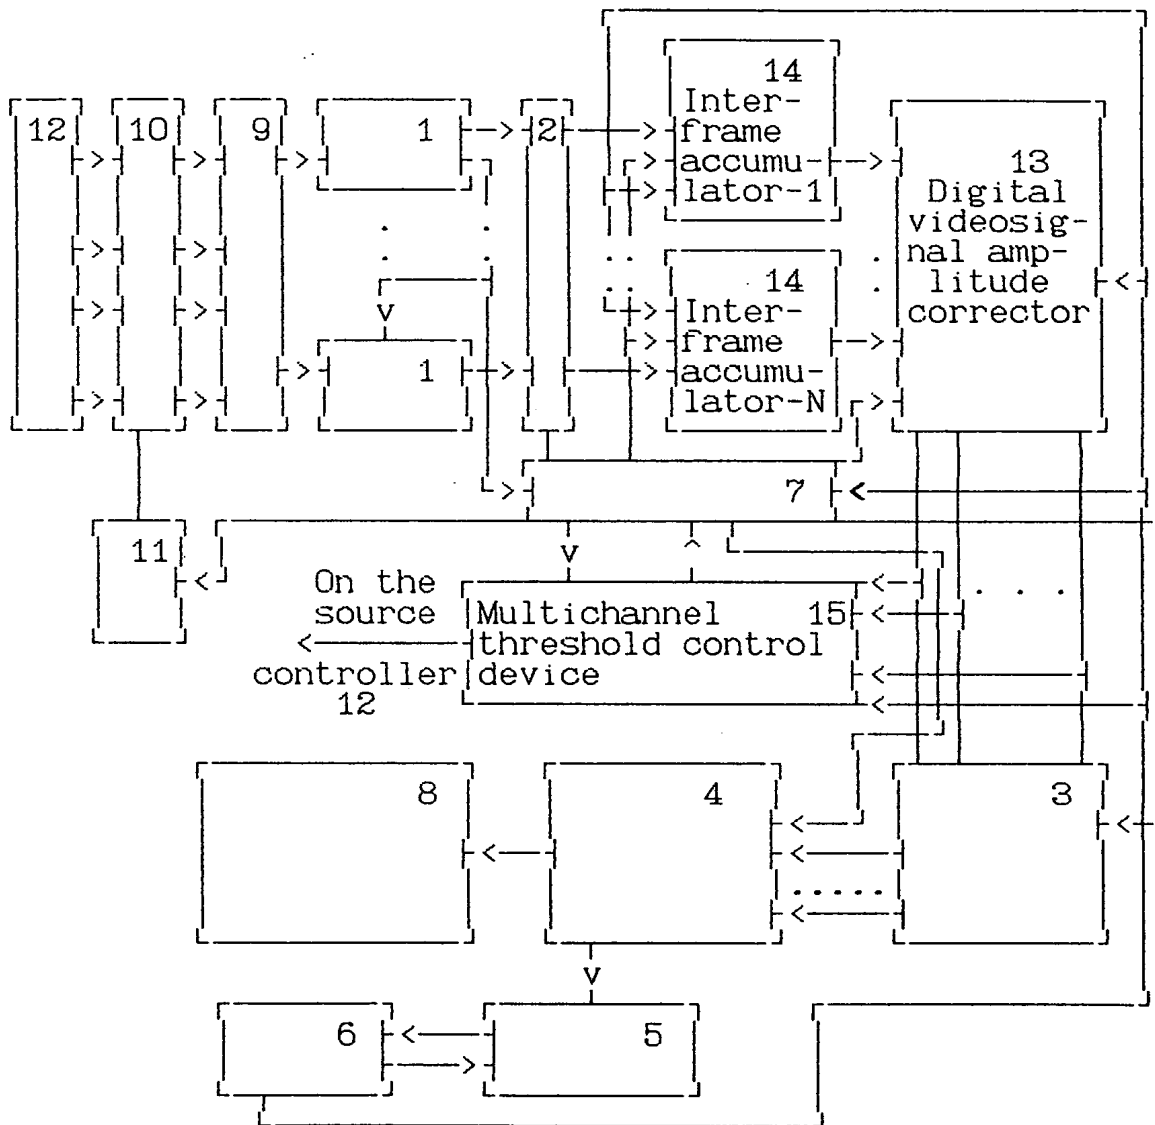 14
Inter-
frame
accumu-
lator-1
12
10
9
1
2
13
Digital
videosig-
nal amp-
litude
corrector
14
Inter-
frame
accumu-
lator-N
1
7
11
On the
source
controller
12
Multichannel 15
threshold control
device
8
4
3
6
5